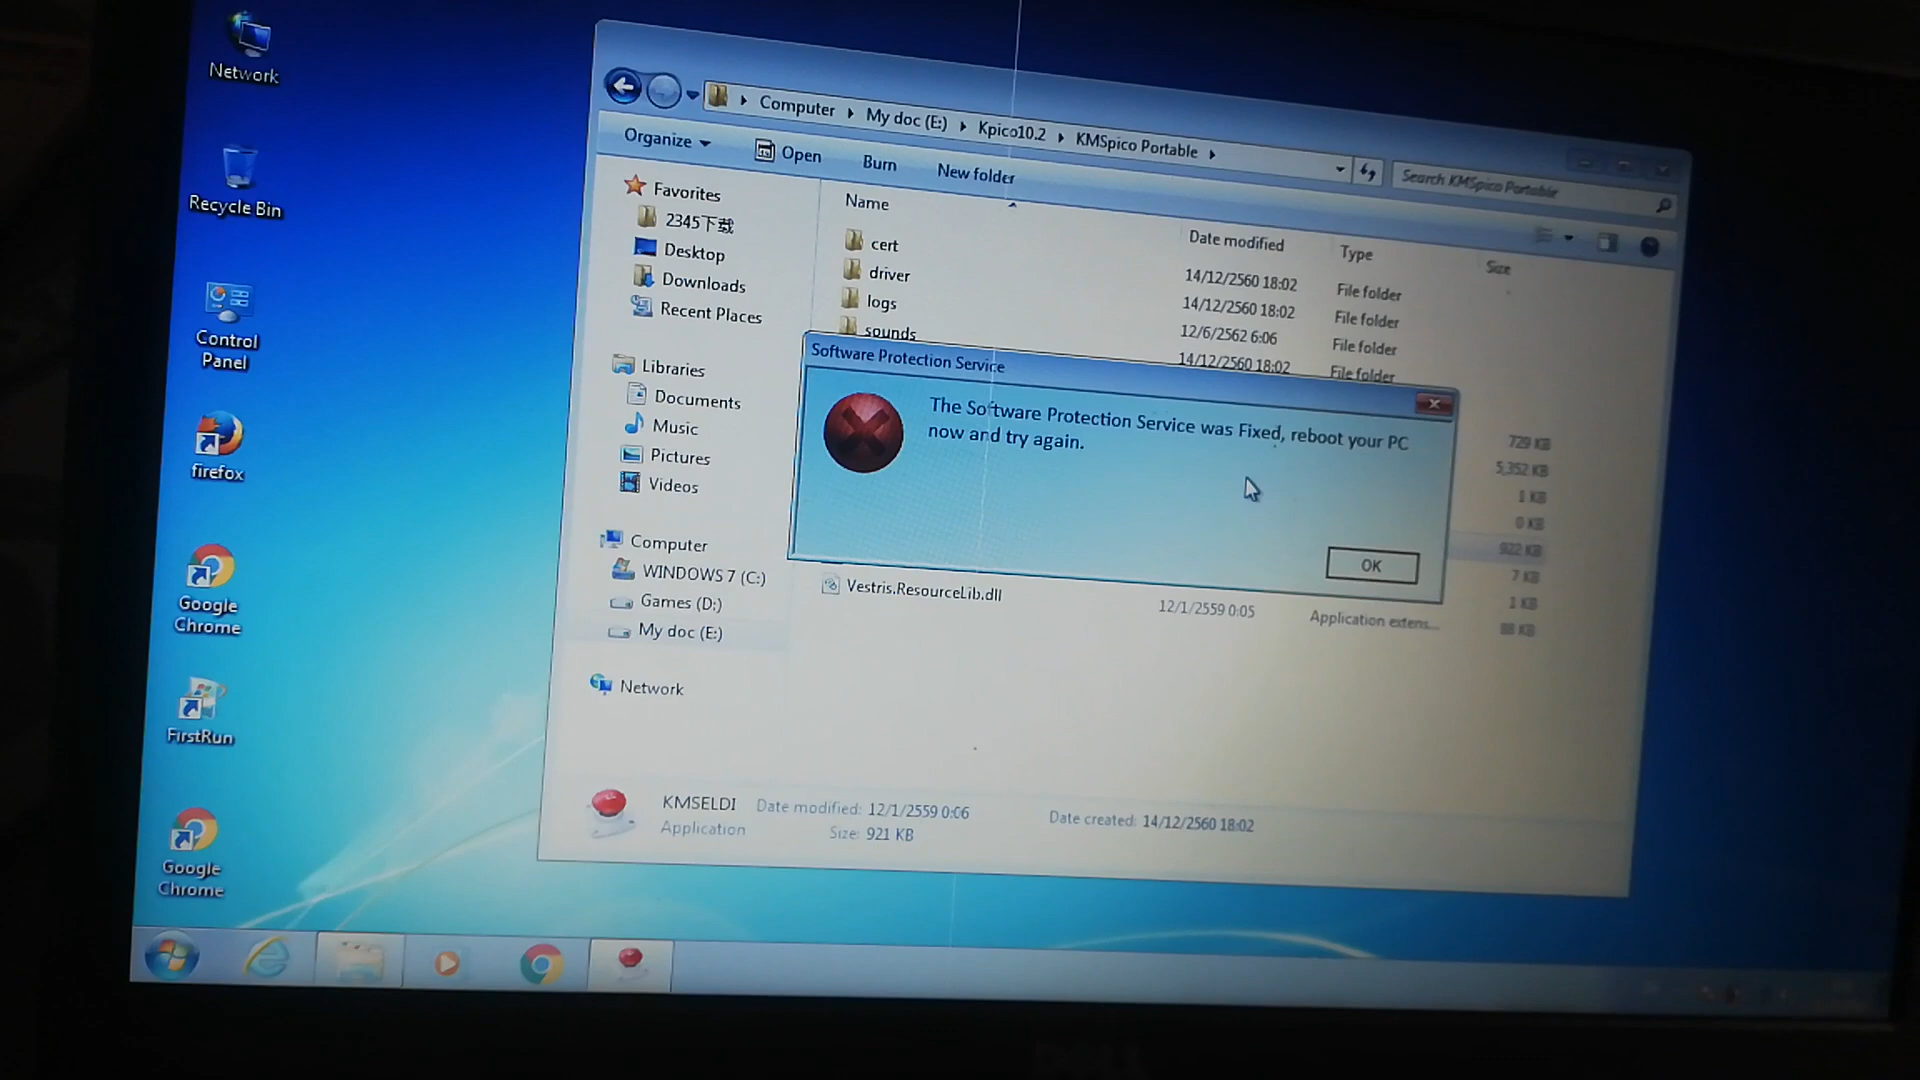 Network
Recycle Bin
Control
Panel
firefox
Google
Chrome
FirstRun
Google
Chrome
Computer
My doc (E:)
Kpico10.2
KMSpico Portable
Search KMSpico Portable
Organize
Open
Burn
New folder
Favorites
2345下载
Desktop
Downloads
Recent Places
Libraries
Documents
Music
Pictures
Videos
Computer
WINDOWS 7 (C:)
Games (D:)
My doc (E:)
Network
Name
Date modified
Type
Size
cert
14/12/2560 18:02
File folder
driver
14/12/2560 18:02
File folder
logs
12/6/2562 6:06
File folder
sounds
14/12/2560 18:02
File folder
Software Protection Service
The Software Protection Service was Fixed, reboot your PC
now and try again.
OK
729 KB
5,352 KB
1 KB
0 KB
922 KB
7 KB
1 KB
Vestris.ResourceLib.dll
12/1/2559 0:05
Application extens...
88 KB
KMSELDI
Date modified: 12/1/2559 0:06
Date created: 14/12/2560 18:02
Application
Size: 921 KB